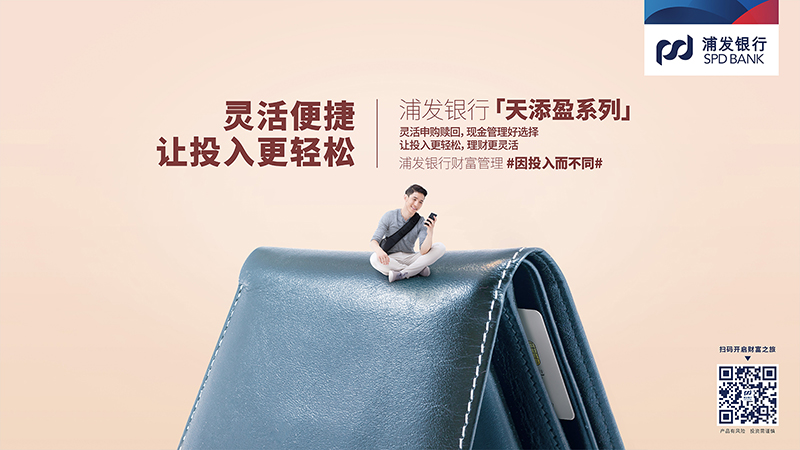 浦发银行
SPD BANK
灵活便捷
让投入更轻松
浦发银行「天添盈系列」
灵活申购赎回，现金管理好选择
让投入更轻松，理财更灵活
浦发银行财富管理 #因投入而不同#
扫码开启财富之旅
产品有风险 投资需谨慎